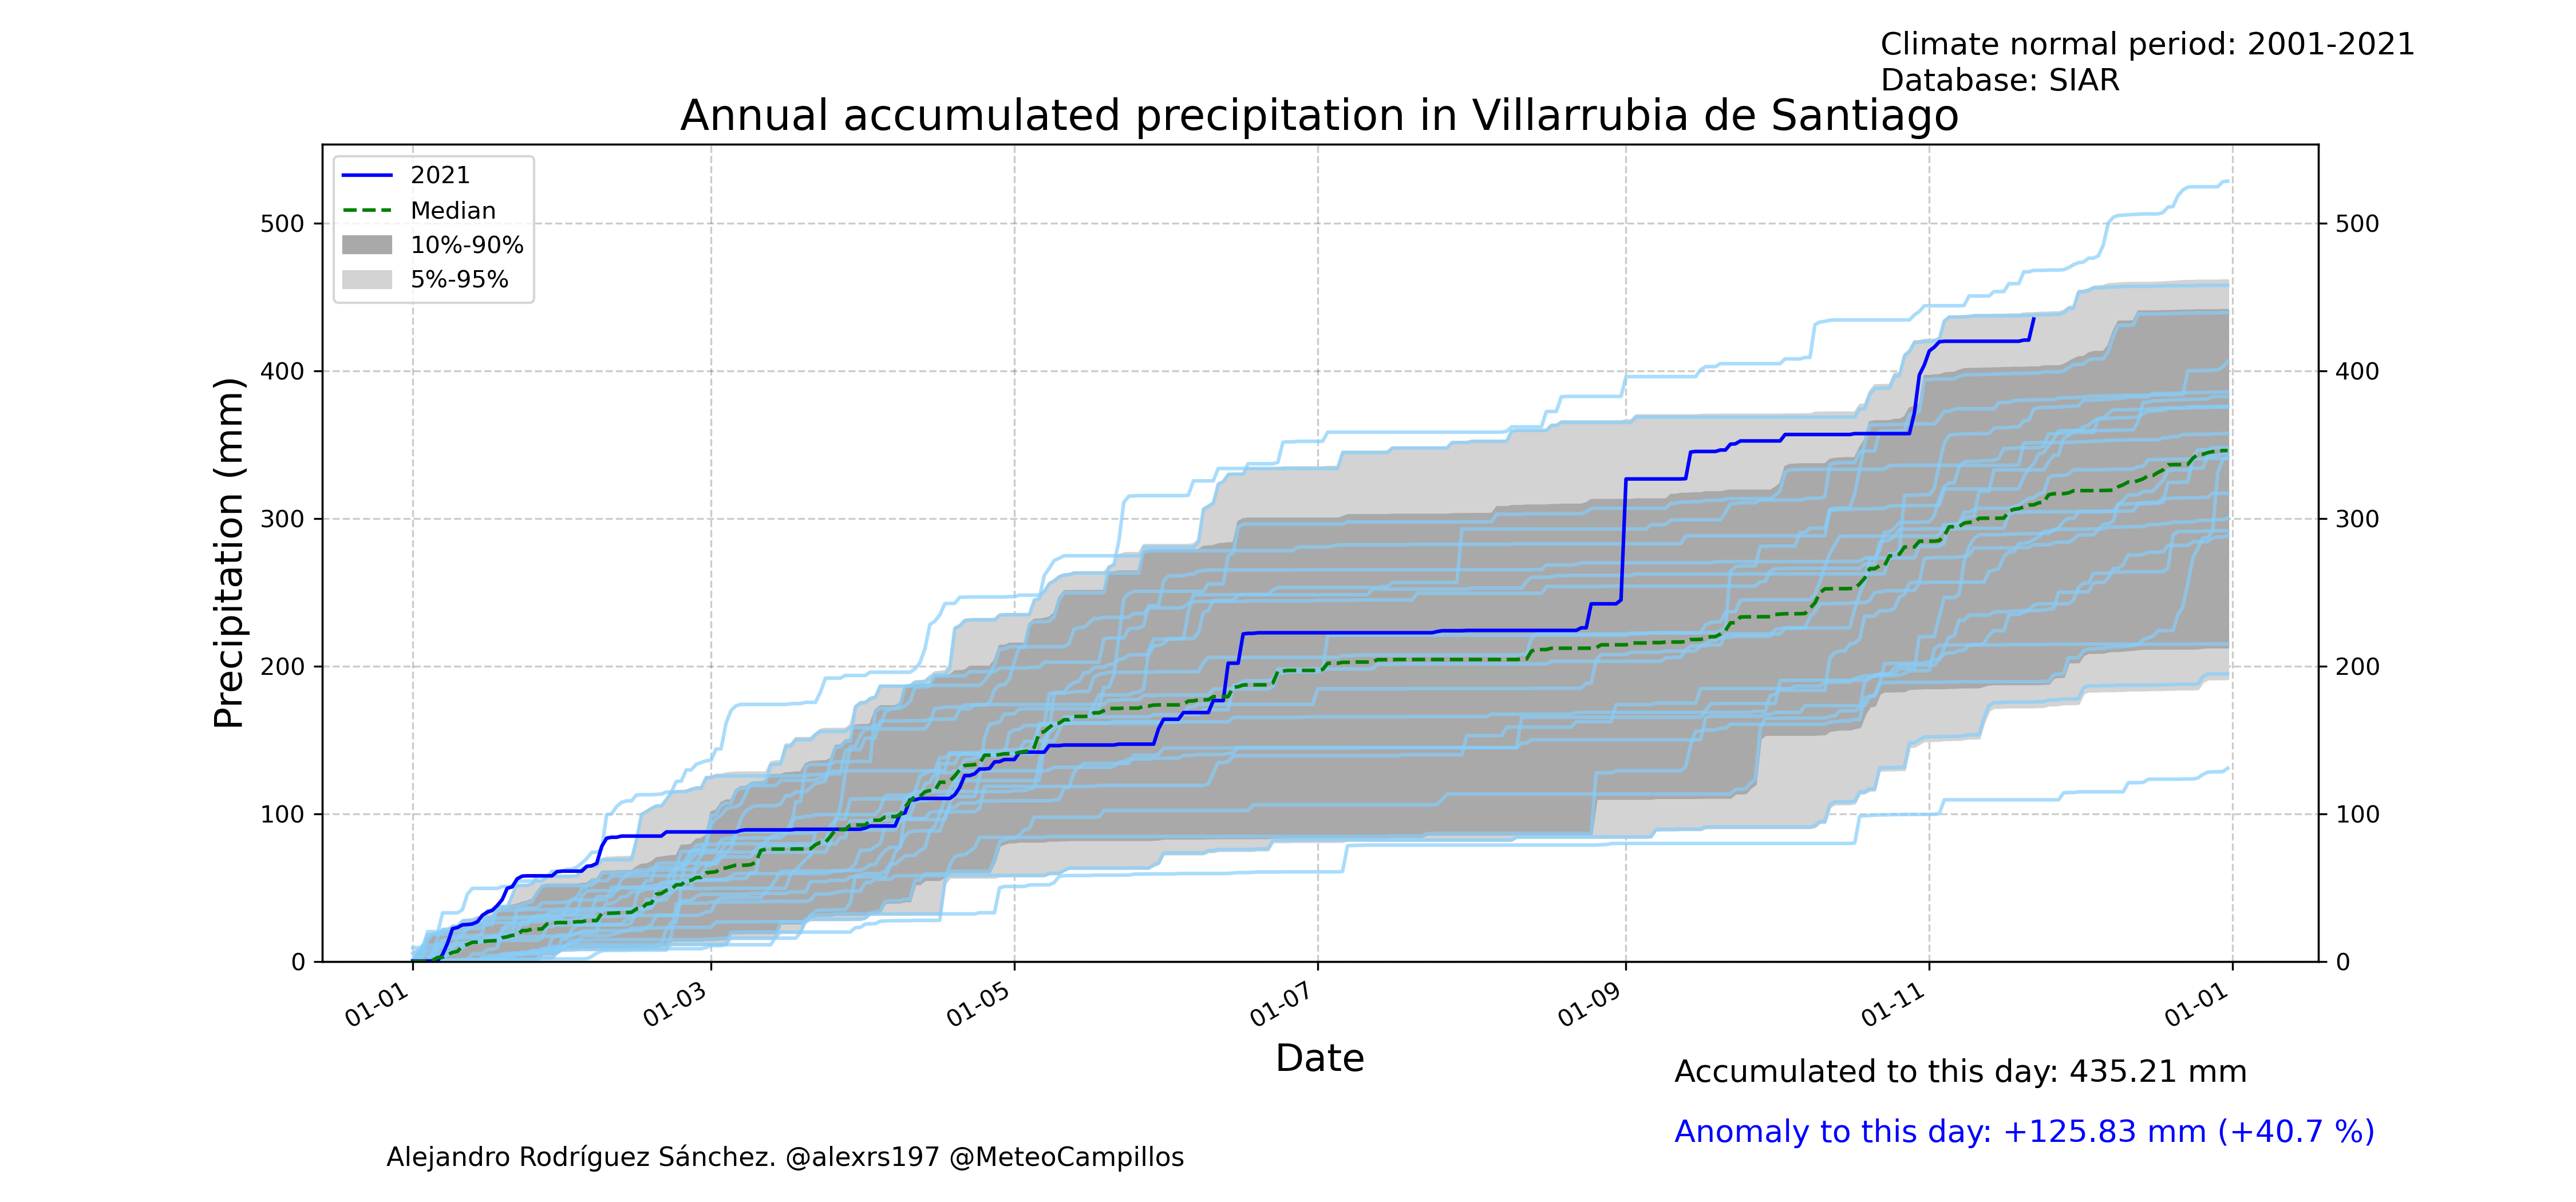 Climate normal period: 2001-2021
Database: SIAR
Annual accumulated precipitation in Villarrubia de Santiago
2021
Median
10%-90%
5%-95%
Precipitation (mm)
500
400
300
200
100
0
500
400
300
200
100
0
01-01
01-03
01-05
01-07
01-09
01-11
01-01
Date
Accumulated to this day: 435.21 mm
Anomaly to this day: +125.83 mm (+40.7 %)
Alejandro Rodríguez Sánchez. @alexrs197 @MeteoCampillos